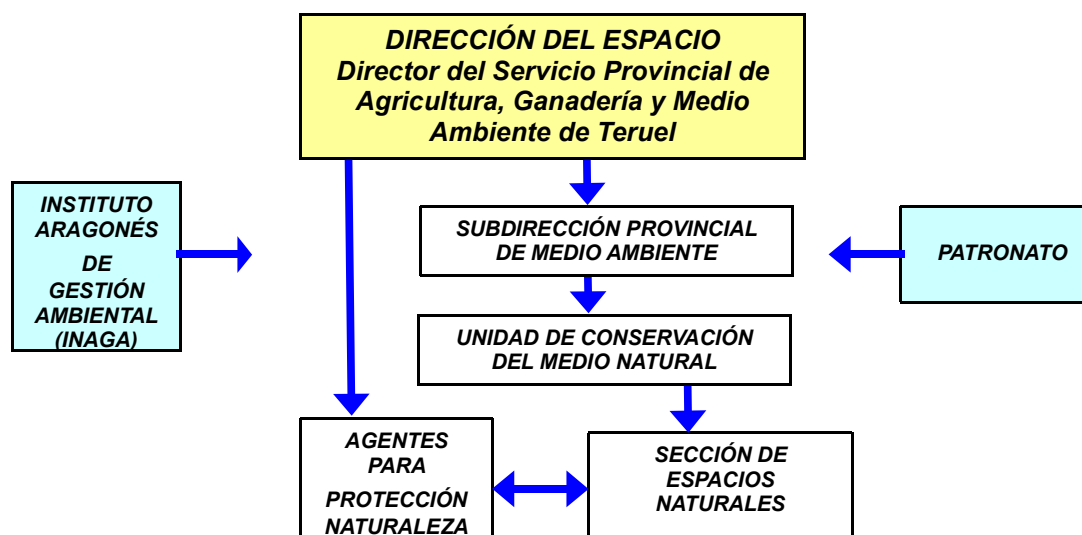 DIRECCIÓN DEL ESPACIO
Director del Servicio Provincial de
Agricultura, Ganadería y Medio
Ambiente de Teruel
INSTITUTO
ARAGONÉS
DE
GESTIÓN
AMBIENTAL
(INAGA)
SUBDIRECCIÓN PROVINCIAL
DE MEDIO AMBIENTE
PATRONATO
UNIDAD DE CONSERVACIÓN
DEL MEDIO NATURAL
AGENTES
PARA
PROTECCIÓN
NATURALEZA
SECCIÓN DE
ESPACIOS
NATURALES